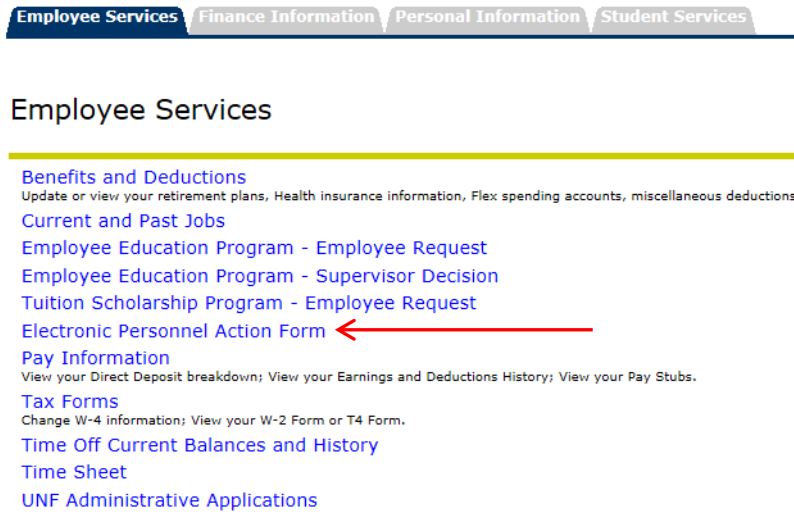 Employee Services Finance Information Personal Information Student Services
Employee Services
Benefits and Deductions
Update or view your retirement plans, Health insurance information, Flex spending accounts, miscellaneous deductions
Current and Past Jobs
Employee Education Program - Employee Request
Employee Education Program - Supervisor Decision
Tuition Scholarship Program - Employee Request
Electronic Personnel Action Form
Pay Information
View your Direct Deposit breakdown; View your Earnings and Deductions History; View your Pay Stubs.
Tax Forms
Change W-4 information; View your W-2 Form or T4 Form.
Time Off Current Balances and History
Time Sheet
UNF Administrative Applications